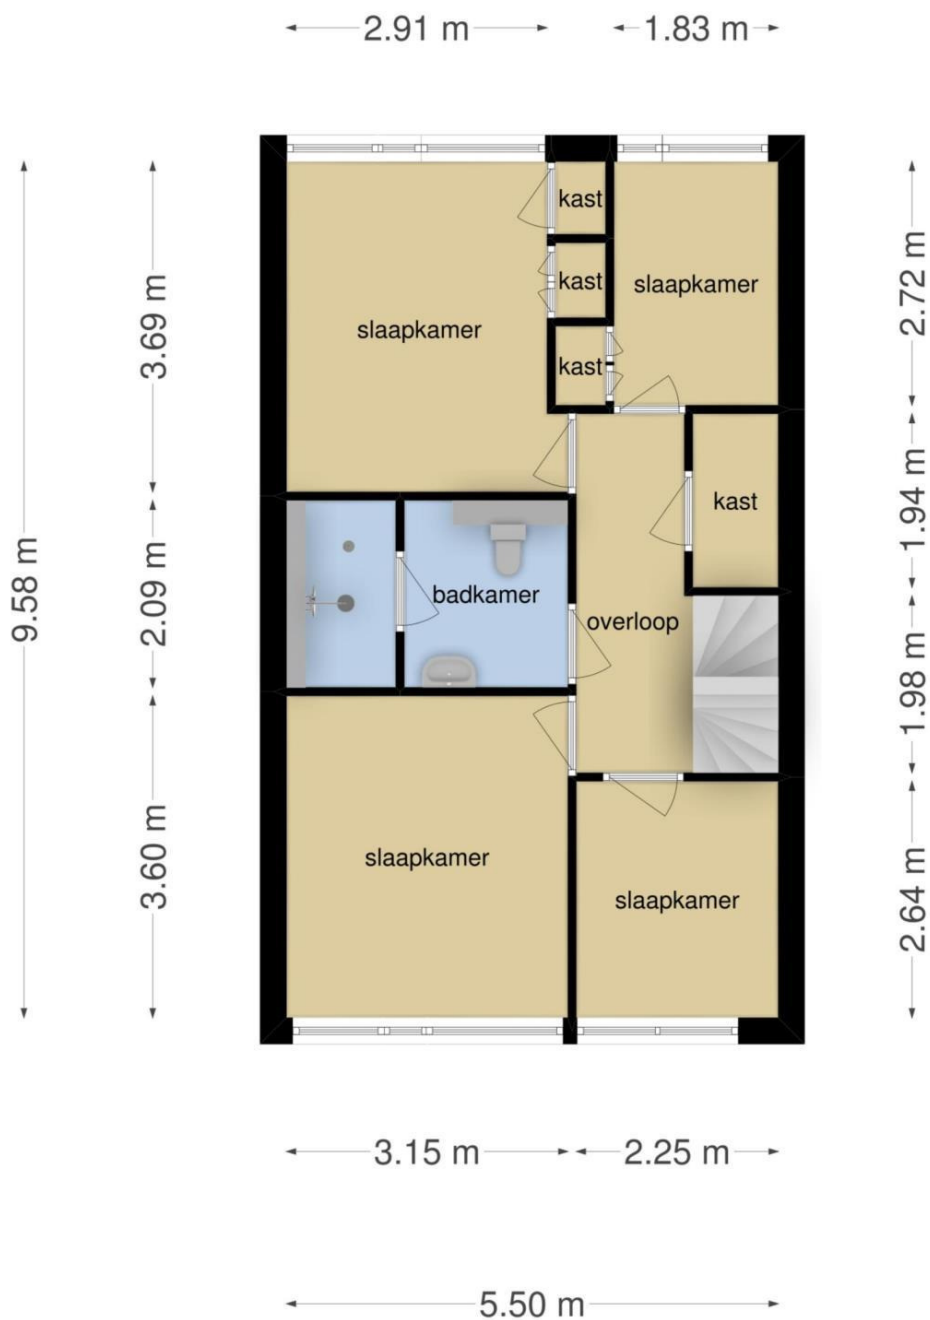 2.91 m
1.83 m
kast
kast
slaapkamer
slaapkamer
kast
2.72 m
3.69 m
kast
1.94 m
9.58 m
2.09 m
badkamer
overloop
1.98 m
3.60 m
slaapkamer
slaapkamer
2.64 m
3.15 m
2.25 m
5.50 m